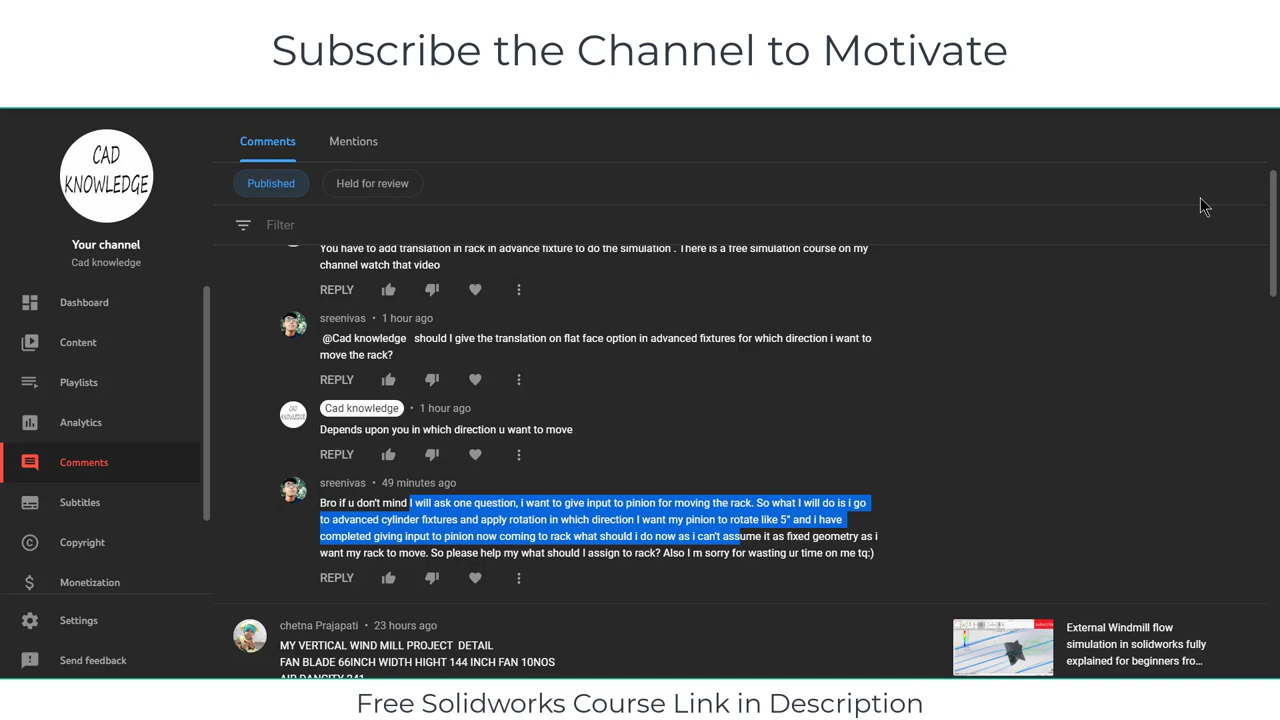 Subscribe the Channel to Motivate
CAD
KNOWLEDGE
Your channel
Cad knowledge
Dashboard
Content
Playlists
Analytics
Comments
Subtitles
Copyright
Monetization
Settings
Send feedback
Comments
Mentions
Published
Held for review
Filter
You have to add translation in rack in advance fixture to do the simulation . There is a free simulation course on my
channel watch that video
REPLY
sreenivas • 1 hour ago
@Cad knowledge should I give the translation on flat face option in advanced fixtures for which direction i want to
move the rack?
REPLY
Cad knowledge • 1 hour ago
Depends upon you in which direction u want to move
REPLY
sreenivas • 49 minutes ago
Bro if u don't mind I will ask one question, i want to give input to pinion for moving the rack. So what I will do is i go
to advanced cylinder fixtures and apply rotation in which direction I want my pinion to rotate like 5° and i have
completed giving input to pinion now coming to rack what should i do now as i can't assume it as fixed geometry as i
want my rack to move. So please help my what should I assign to rack? Also I m sorry for wasting ur time on me tq:)
REPLY
chetna Prajapati • 23 hours ago
MY VERTICAL WIND MILL PROJECT DETAIL
FAN BLADE 66INCH WIDTH HIGHT 144 INCH FAN 10NOS
AIR DANCITY 241
External Windmill flow
simulation in solidworks fully
explained for beginners fro...
Free Solidworks Course Link in Description